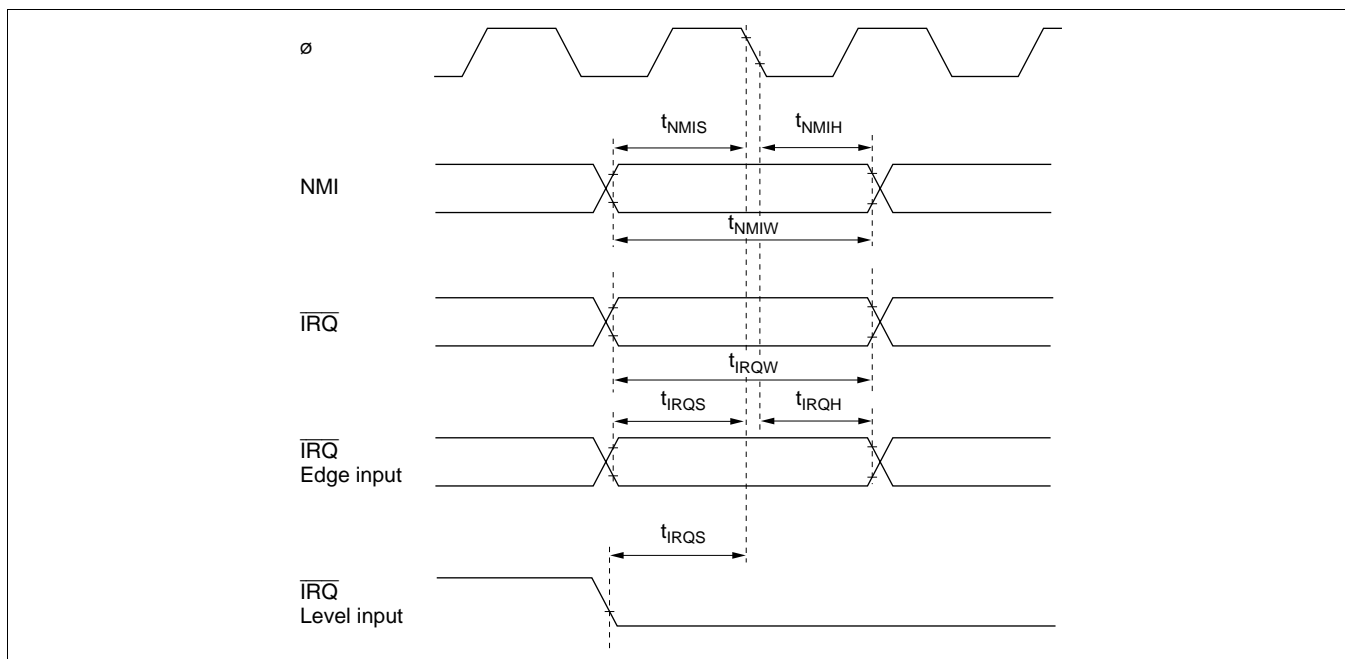 ø
tNMIS tNMIH
NMI
tNMIW
IRQ
tIRQW
tIRQS tIRQH
IRQ
Edge input
tIRQS
IRQ
Level input